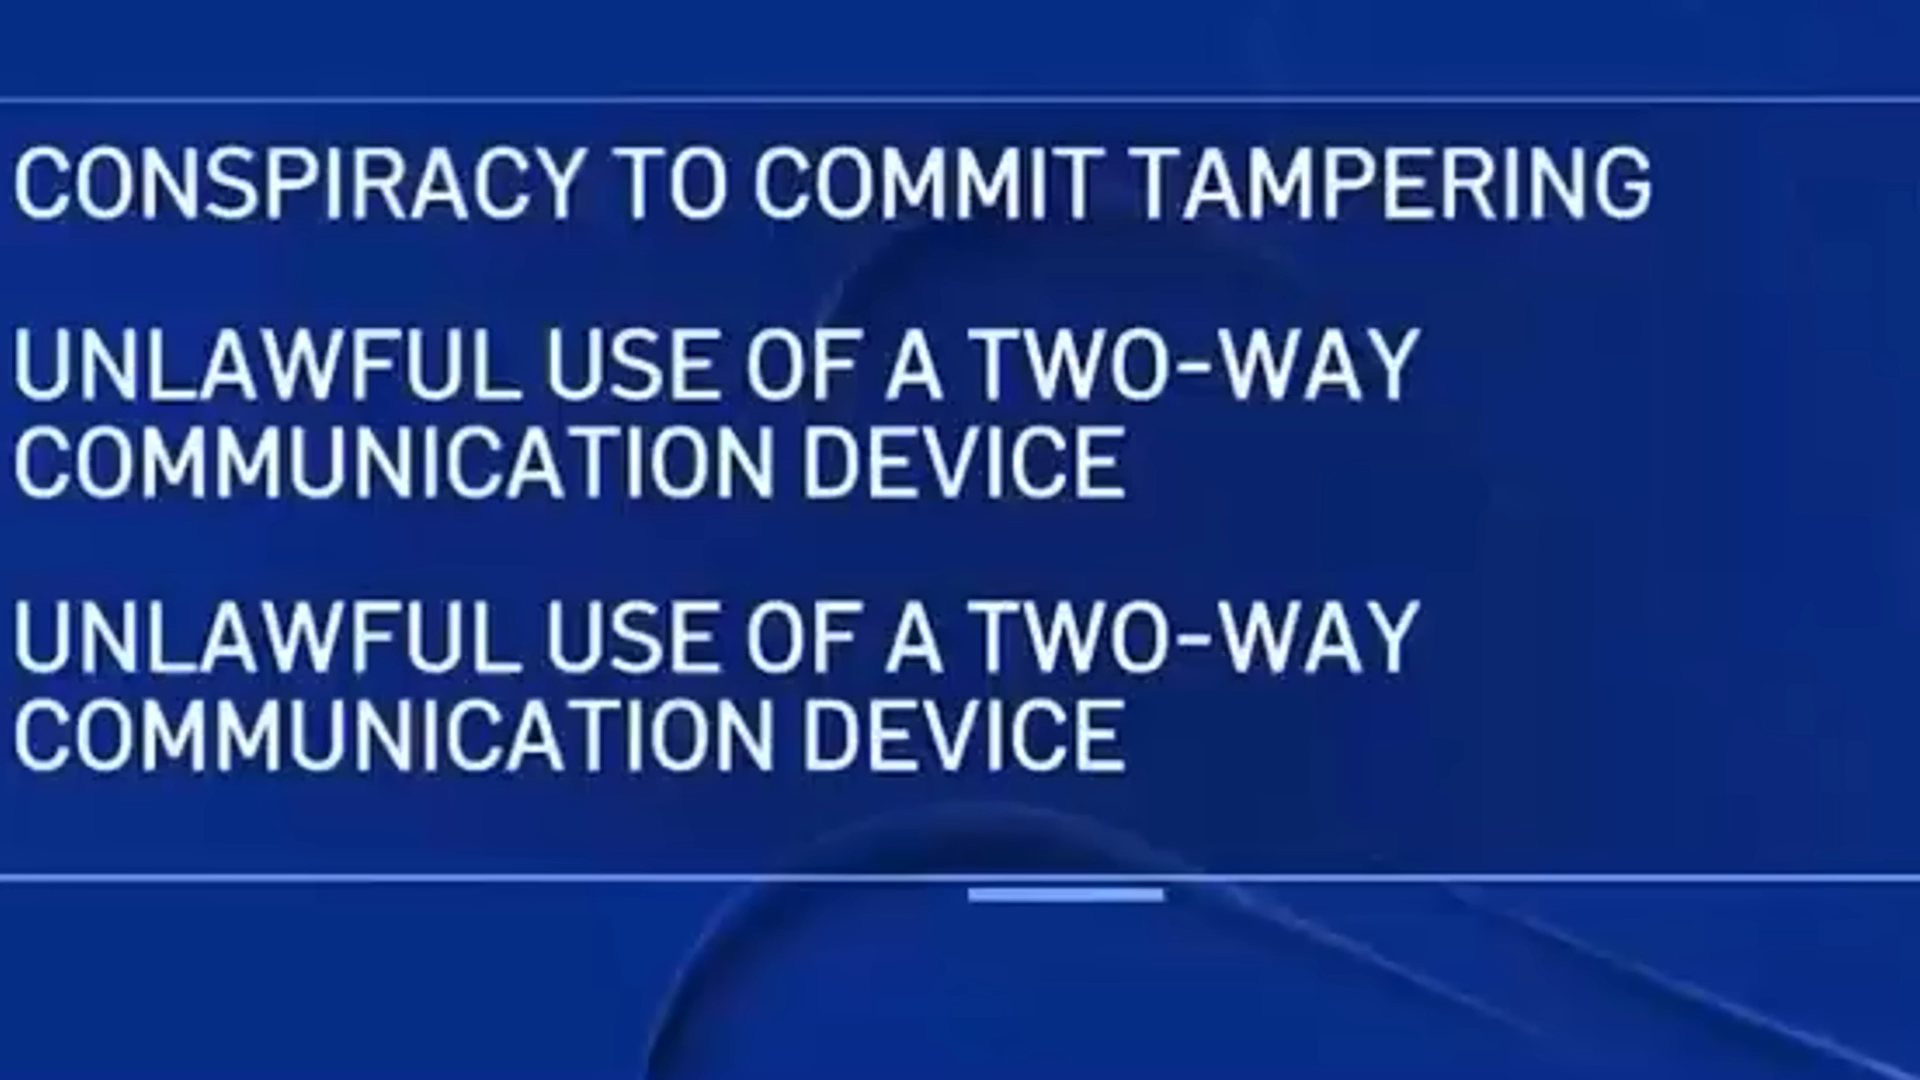 CONSPIRACY TO COMMIT TAMPERING
UNLAWFUL USE OF A TWO-WAY
COMMUNICATION DEVICE
UNLAWFUL USE OF A TWO-WAY
COMMUNICATION DEVICE